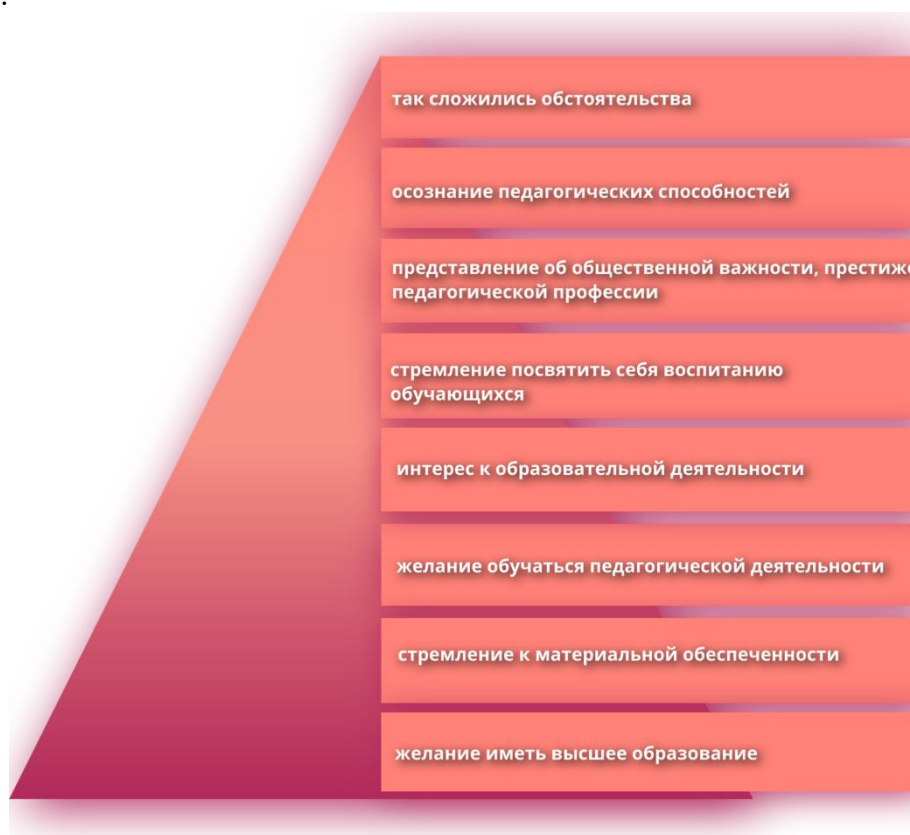 .
так сложились обстоятельства
осознание педагогических способностей
представление об общественной важности, престиже
педагогической профессии
стремление посвятить себя воспитанию
обучающихся
интерес к образовательной деятельности
желание обучаться педагогической деятельности
стремление к материальной обеспеченности
желание иметь высшее образование